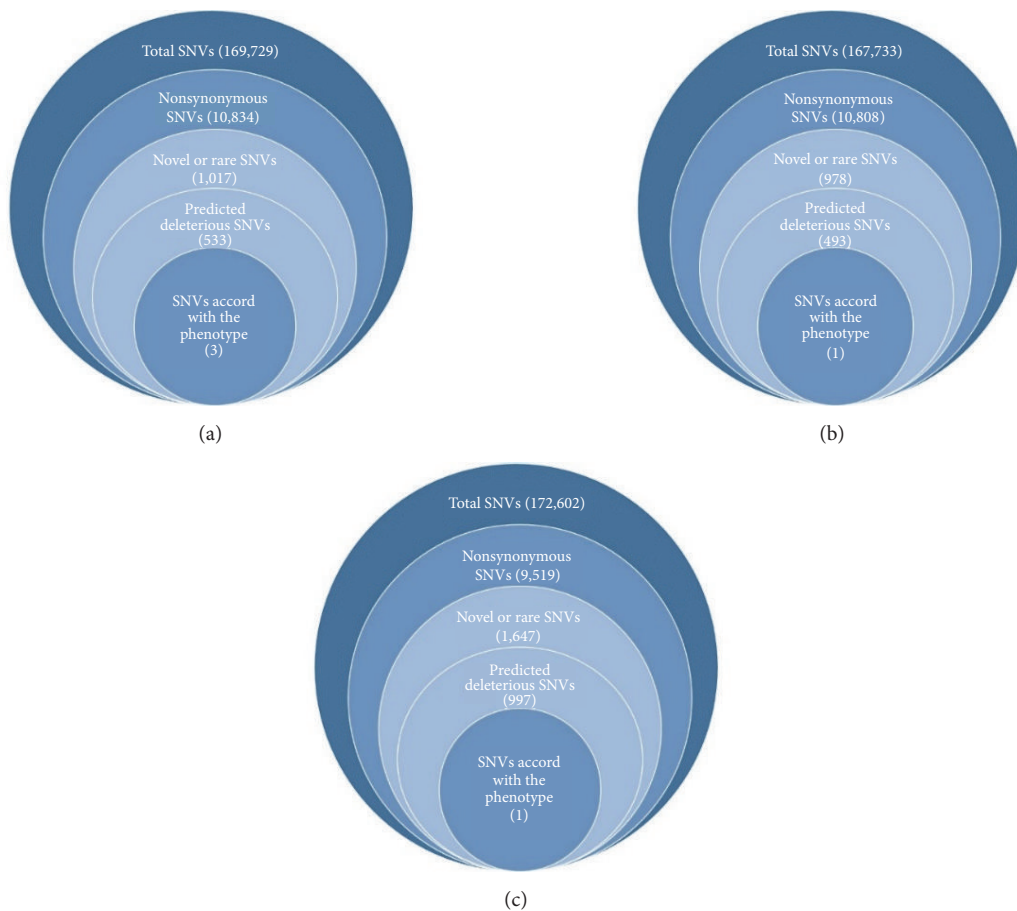 Total SNVs (169,729)
Nonsynonymous
SNVs (10,834)
Novel or rare SNVs
(1,017)
Predicted
deleterious SNVs
(533)
SNVs accord
with the
phenotype
(3)
(a)
Total SNVs (167,733)
Nonsynonymous
SNVs (10,808)
Novel or rare SNVs
(978)
Predicted
deleterious SNVs
(493)
SNVs accord
with the
phenotype
(1)
(b)
Total SNVs (172,602)
Nonsynonymous
SNVs (9,519)
Novel or rare SNVs
(1,647)
Predicted
deleterious SNVs
(997)
SNVs accord
with the
phenotype
(1)
(c)